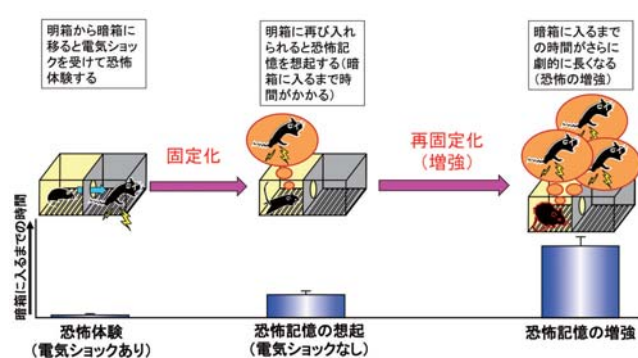 明箱から暗箱に
移ると電気ショッ
クを受けて恐怖
体験する
明箱に再び入れ
られると恐怖記
憶を想起する(暗
箱に入るまで時
間がかかる)
暗箱に入るまで
の時間がさらに
劇的に長くなる
(恐怖の増強)
固定化
再固定化
(増強)
暗箱に入るまでの時間
恐怖体験
(電気ショックあり)
恐怖記憶の想起
(電気ショックなし)
恐怖記憶の増強